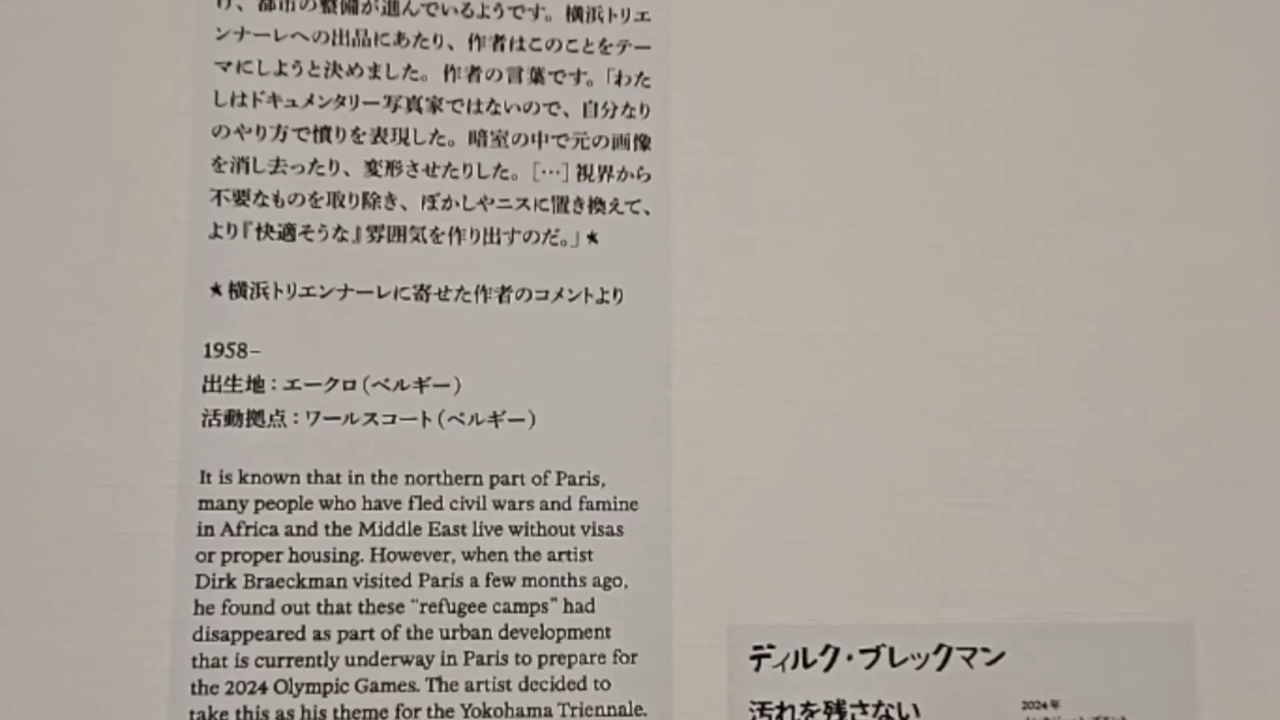 け、都市の整備が進んでいるようです。横浜トリエ
ンナーレへの出品にあたり、作者はこのことをテー
マにしようと決めました。作者の言葉です。「わた
しはドキュメンタリー写真家ではないので、自分なり
のやり方で憤りを表現した。暗室の中で元の画像
を消し去ったり、変形させたりした。［…］視界から
不要なものを取り除き、ぼかしやニスに置き換えて、
より『快適そうな』雰囲気を作り出すのだ。」★
★横浜トリエンナーレに寄せた作者のコメントより
1958–
出生地：エークロ（ベルギー）
活動拠点：ワールスコート（ベルギー）
It is known that in the northern part of Paris,
many people who have fled civil wars and famine
in Africa and the Middle East live without visas
or proper housing. However, when the artist
Dirk Braeckman visited Paris a few months ago,
he found out that these “refugee camps” had
disappeared as part of the urban development
that is currently underway in Paris to prepare for
the 2024 Olympic Games. The artist decided to
take this as his theme for the Yokohama Triennale.
ディルク・ブレックマン
汚れを残さない
2024年